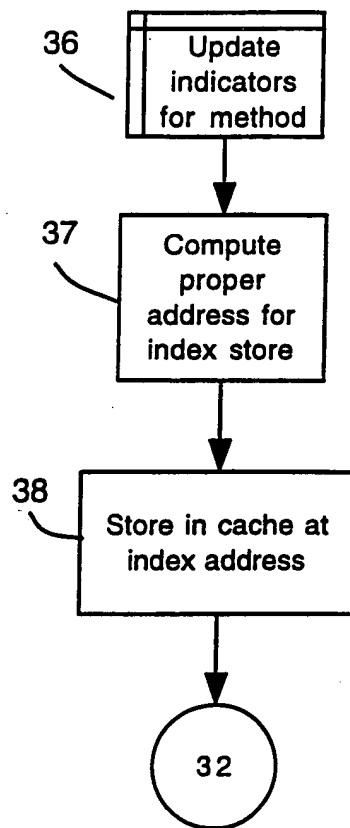 36
Update
indicators
for method
37
Compute
proper
address for
index store
38
Store in cache at
index address
32